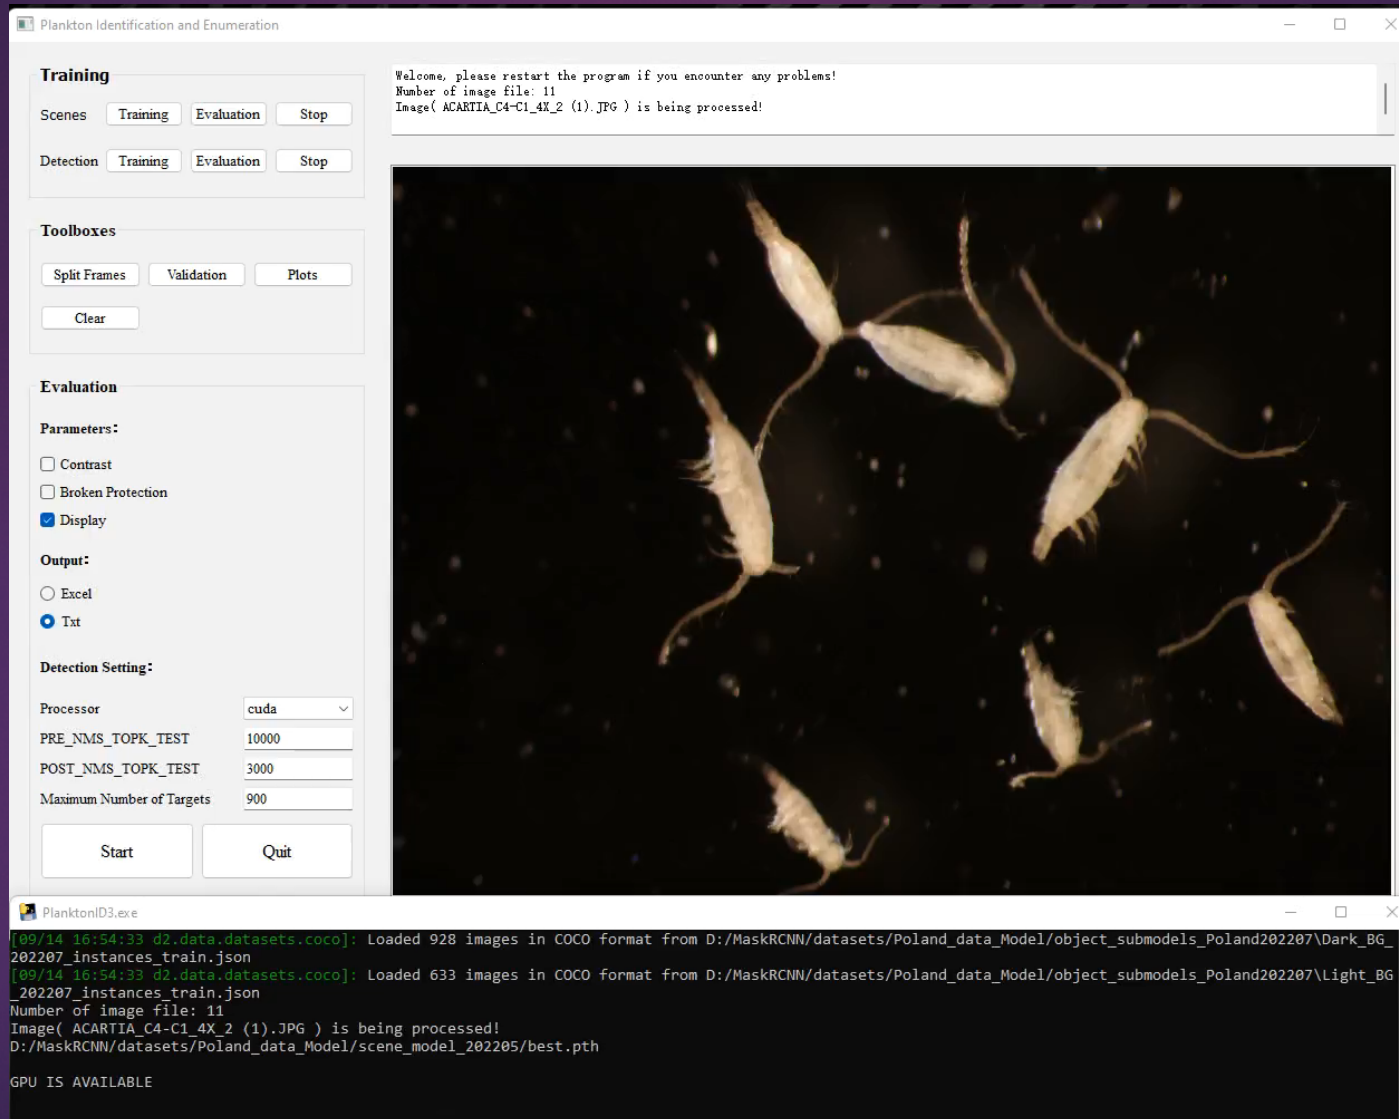 Plankton Identification and Enumeration
Training
Scenes Training Evaluation Stop
Detection Training Evaluation Stop
Toolboxes
Split Frames Validation Plots
Clear
Evaluation
Parameters:
Contrast
Broken Protection
Display
Output:
Excel
Txt
Detection Setting:
Processor cuda
PRE_NMS_TOPK_TEST 10000
POST_NMS_TOPK_TEST 3000
Maximum Number of Targets 900
Start Quit
Welcome, please restart the program if you encounter any problems!
Number of image file: 11
Image( ACARTIA_C4-C1_4X_2 (1).JPG ) is being processed!
PlanktonID3.exe
[09/14 16:54:33 d2.data.datasets.coco]: Loaded 928 images in COCO format from D:/MaskRCNN/datasets/Poland_data_Model/object_submodels_Poland202207\Dark_BG_
202207_instances_train.json
[09/14 16:54:33 d2.data.datasets.coco]: Loaded 633 images in COCO format from D:/MaskRCNN/datasets/Poland_data_Model/object_submodels_Poland202207\Light_BG
_202207_instances_train.json
Number of image file: 11
Image( ACARTIA_C4-C1_4X_2 (1).JPG ) is being processed!
D:/MaskRCNN/datasets/Poland_data_Model/scene_model_202205/best.pth
GPU IS AVAILABLE